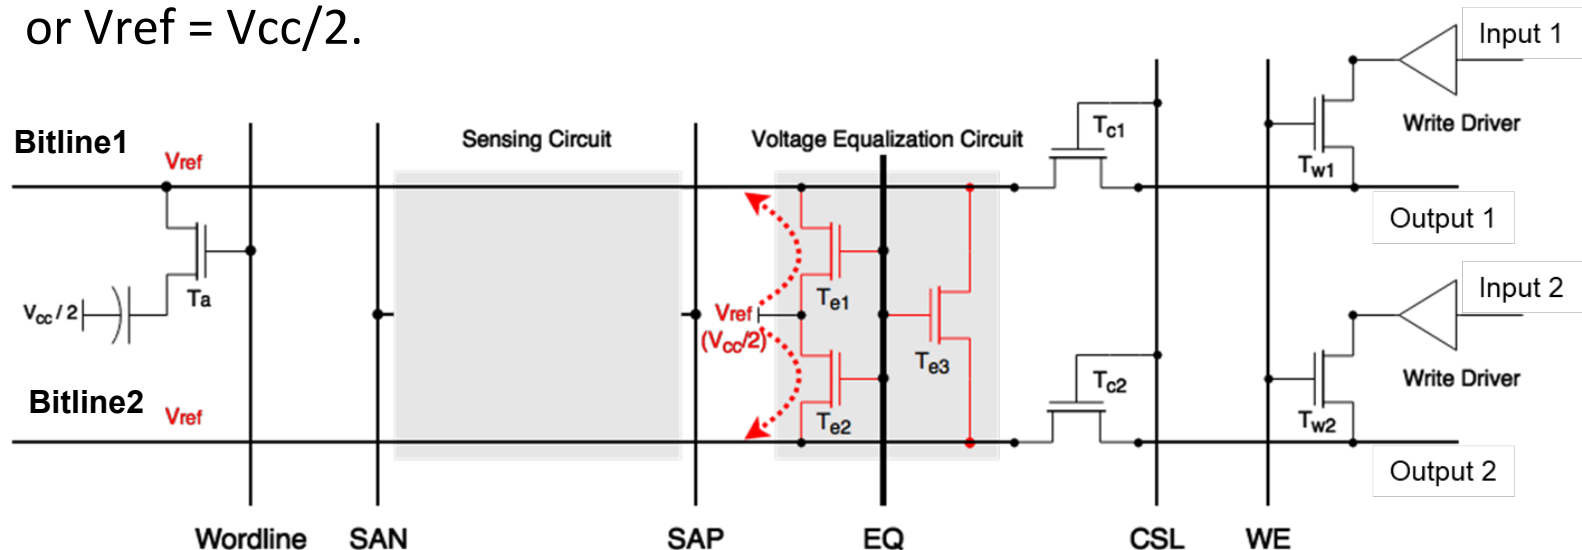 or Vref = Vcc/2.
Input 1
Write Driver
Bitline1
Vref
Sensing Circuit
Voltage Equalization Circuit
Tc1
Tw1
Output 1
Ta
Vcc / 2
Te1
Vref
(Vcc/2)
Te3
Te2
Input 2
Write Driver
Tc2
Tw2
Bitline2
Vref
Output 2
Wordline
SAN
SAP
EQ
CSL
WE